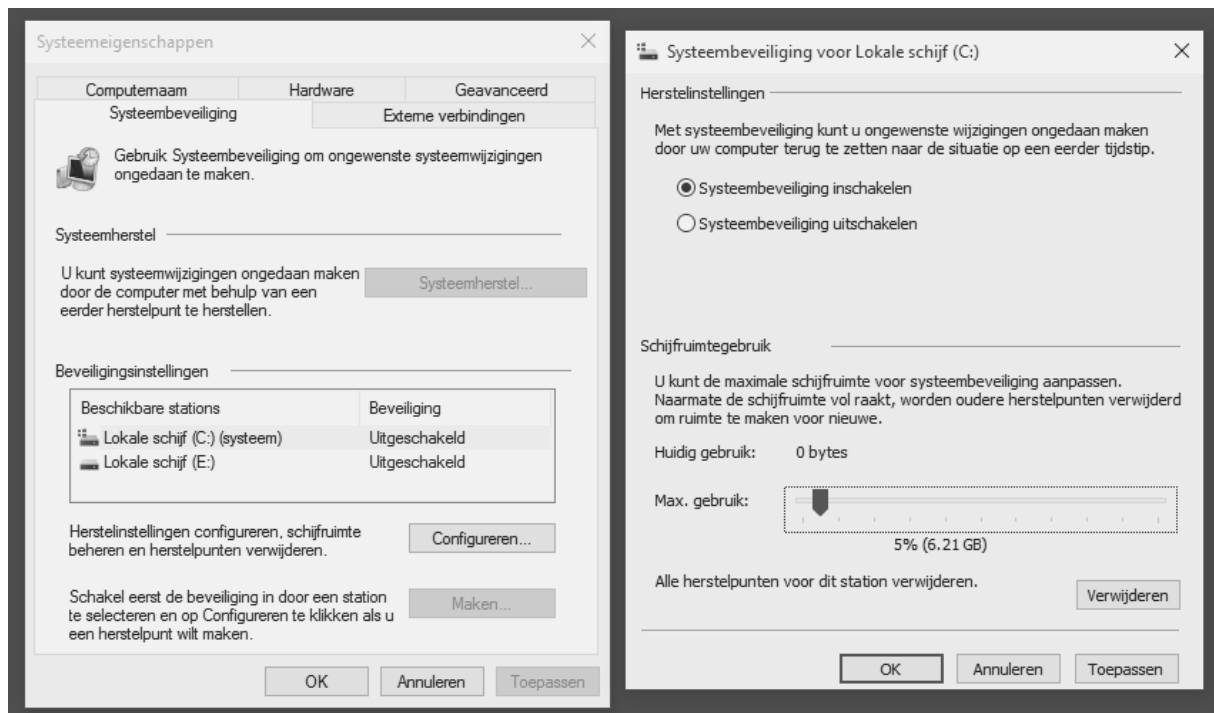 Systeemeigenschappen
Computernaam
Hardware
Geavanceerd
Systeembeveiliging
Externe verbindingen
Gebruik Systeembeveiliging om ongewenste systeemwijzigingen
ongedaan te maken.
Systeemherstel
U kunt systeemwijzigingen ongedaan maken
door de computer met behulp van een
eerder herstelpunt te herstellen.
Systeemherstel...
Beveiligingsinstellingen
Beschikbare stations
Beveiliging
Lokale schijf (C:) (systeem)
Uitgeschakeld
Lokale schijf (E:)
Uitgeschakeld
Herstelinstellingen configureren, schijfruimte
beheren en herstelpunten verwijderen.
Configureren...
Schakel eerst de beveiliging in door een station
te selecteren en op Configureren te klikken als u
een herstelpunt wilt maken.
Maken...
OK
Annuleren
Toepassen
Systeembeveiliging voor Lokale schijf (C:)
Herstelinstellingen
Met systeembeveiliging kunt u ongewenste wijzigingen ongedaan maken
door uw computer terug te zetten naar de situatie op een eerder tijdstip.
Systeembeveiliging inschakelen
Systeembeveiliging uitschakelen
Schijfruimtegebruik
U kunt de maximale schijfruimte voor systeembeveiliging aanpassen.
Naarmate de schijfruimte vol raakt, worden oudere herstelpunten verwijderd
om ruimte te maken voor nieuwe.
Huidig gebruik: 0 bytes
Max. gebruik:
5% (6.21 GB)
Alle herstelpunten voor dit station verwijderen.
Verwijderen
OK
Annuleren
Toepassen